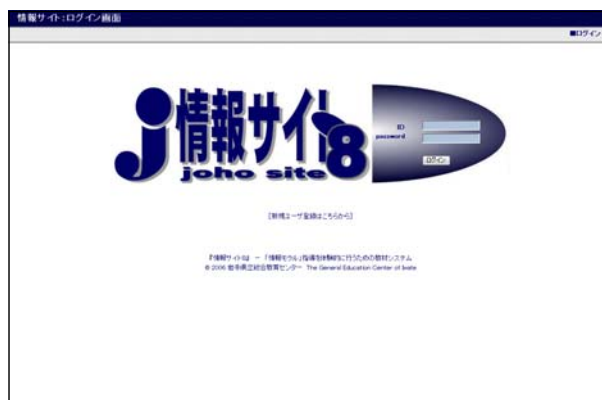 情報サイト:ログイン画面
■ログイン
j情報サイト8
joho site
ID
password
ログイン
[新規ユーザ登録はこちらから]
『情報サイト8』 － 「情報モラル」指導を体験的に行うための教材システム
© 2006 岩手県立総合教育センター The General Education Center of Iwate